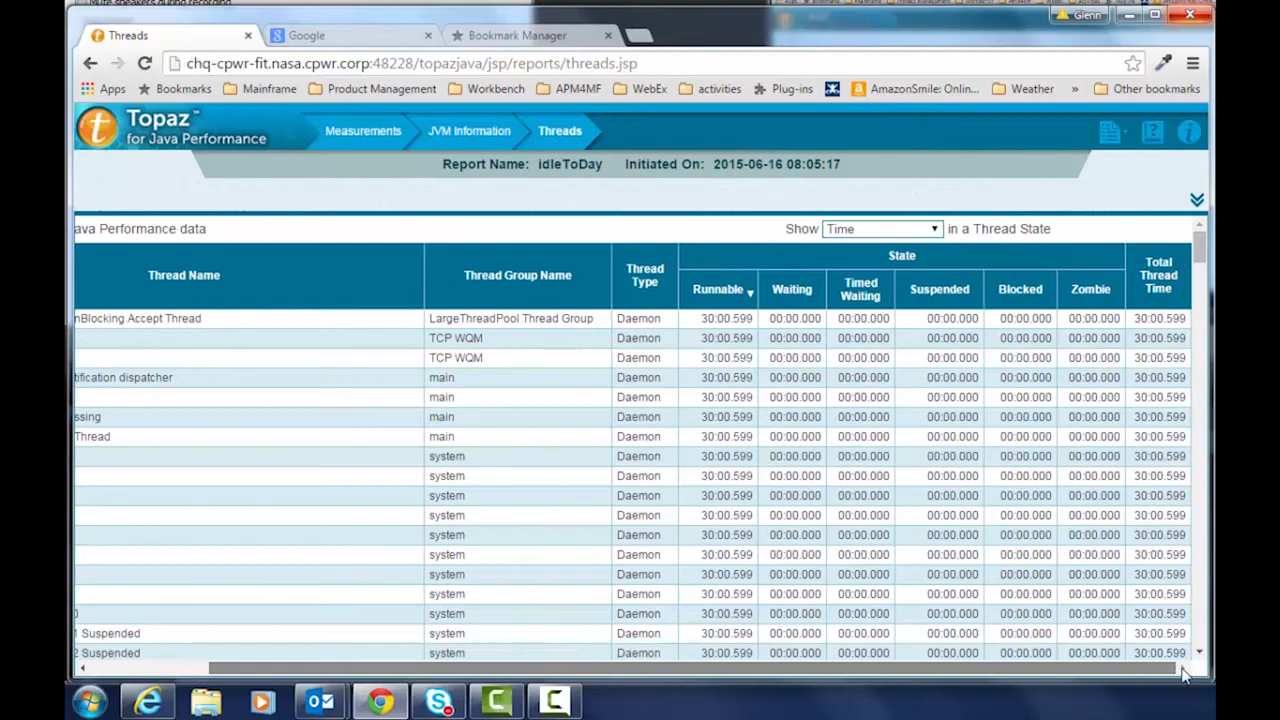 Mute speakers during recording
Glenn
Threads
Google
Bookmark Manager
chq-cpwr-fit.nasa.cpwr.corp:48228/topazjava/jsp/reports/threads.jsp
Apps Bookmarks Mainframe Product Management Workbench APM4MF WebEx activities Plug-ins AmazonSmile: Onlin... Weather » Other bookmarks
Topaz™
for Java Performance
Measurements JVM Information Threads
Report Name: idleToDay Initiated On: 2015-06-16 08:05:17
ava Performance data Show Time in a Thread State
Thread Name Thread Group Name Thread Type State Total Thread Time
Runnable Waiting Timed Waiting Suspended Blocked Zombie
nBlocking Accept Thread LargeThreadPool Thread Group Daemon 30:00.599 00:00.000 00:00.000 00:00.000 00:00.000 00:00.000 30:00.599
TCP WQM Daemon 30:00.599 00:00.000 00:00.000 00:00.000 00:00.000 00:00.000 30:00.599
TCP WQM Daemon 30:00.599 00:00.000 00:00.000 00:00.000 00:00.000 00:00.000 30:00.599
tification dispatcher main Daemon 30:00.599 00:00.000 00:00.000 00:00.000 00:00.000 00:00.000 30:00.599
main Daemon 30:00.599 00:00.000 00:00.000 00:00.000 00:00.000 00:00.000 30:00.599
ssing main Daemon 30:00.599 00:00.000 00:00.000 00:00.000 00:00.000 00:00.000 30:00.599
Thread main Daemon 30:00.599 00:00.000 00:00.000 00:00.000 00:00.000 00:00.000 30:00.599
system Daemon 30:00.599 00:00.000 00:00.000 00:00.000 00:00.000 00:00.000 30:00.599
system Daemon 30:00.599 00:00.000 00:00.000 00:00.000 00:00.000 00:00.000 30:00.599
system Daemon 30:00.599 00:00.000 00:00.000 00:00.000 00:00.000 00:00.000 30:00.599
system Daemon 30:00.599 00:00.000 00:00.000 00:00.000 00:00.000 00:00.000 30:00.599
system Daemon 30:00.599 00:00.000 00:00.000 00:00.000 00:00.000 00:00.000 30:00.599
system Daemon 30:00.599 00:00.000 00:00.000 00:00.000 00:00.000 00:00.000 30:00.599
system Daemon 30:00.599 00:00.000 00:00.000 00:00.000 00:00.000 00:00.000 30:00.599
system Daemon 30:00.599 00:00.000 00:00.000 00:00.000 00:00.000 00:00.000 30:00.599
0 system Daemon 30:00.599 00:00.000 00:00.000 00:00.000 00:00.000 00:00.000 30:00.599
1 Suspended system Daemon 30:00.599 00:00.000 00:00.000 00:00.000 00:00.000 00:00.000 30:00.599
2 Suspended system Daemon 30:00.599 00:00.000 00:00.000 00:00.000 00:00.000 00:00.000 30:00.599